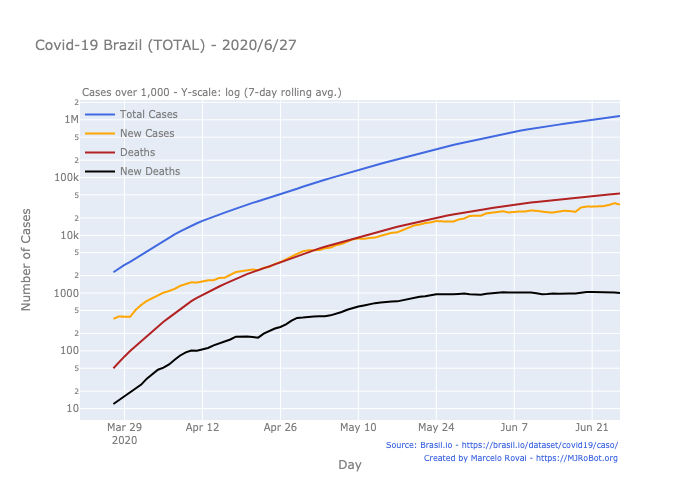 Covid-19 Brazil (TOTAL) - 2020/6/27
Cases over 1,000 - Y-scale: log (7-day rolling avg.)
Total Cases
New Cases
Deaths
New Deaths
Number of Cases
2
1M
5
2
100k
5
2
10k
5
2
1000
5
2
100
5
2
10
Mar 29
2020
Apr 12
Apr 26
May 10
May 24
Jun 7
Jun 21
Day
Source: Brasil.io - https://brasil.io/dataset/covid19/caso/
Created by Marcelo Rovai - https://MJRoBot.org